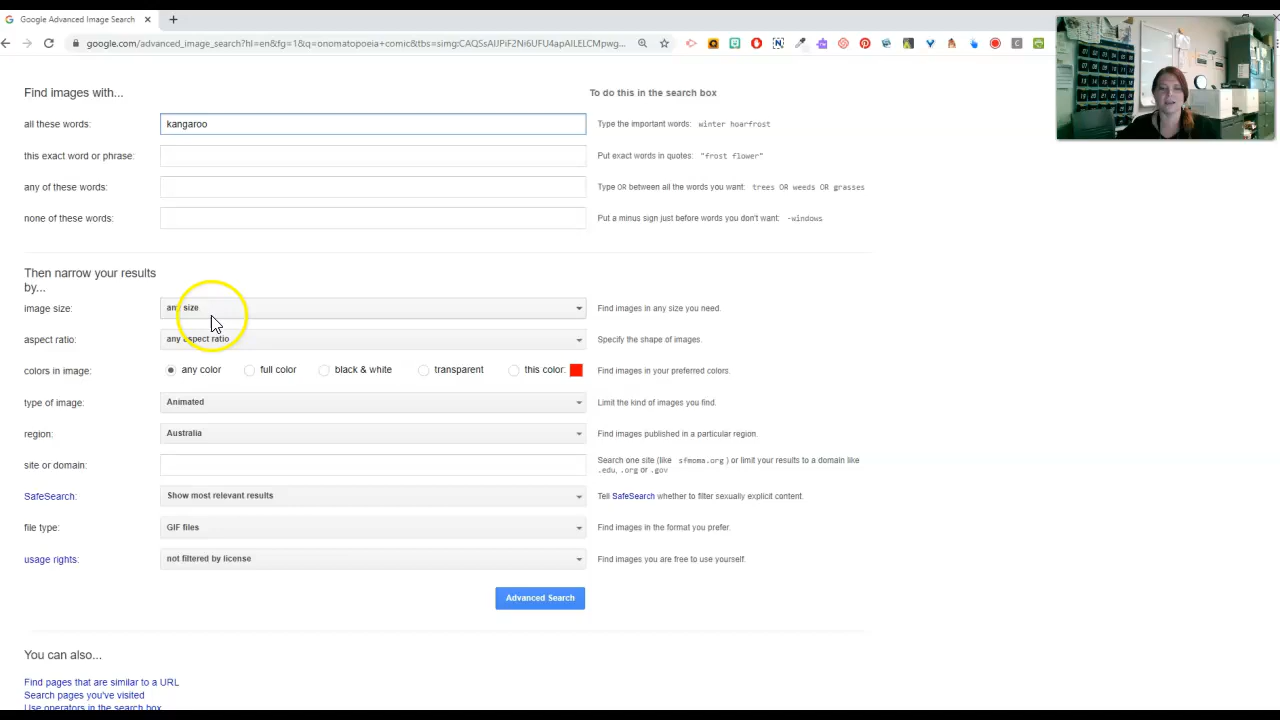 Google Advanced Image Search
google.com/advanced_image_search?hl=en&fg=1&q=onomatopoeia+comic&tbs=simg:CAQSsAIJPiF2Ni6UFU4apAILELCMpwg...
Find images with...
To do this in the search box
all these words:
kangaroo
Type the important words: winter hoarfrost
this exact word or phrase:
Put exact words in quotes: "frost flower"
any of these words:
Type OR between all the words you want: trees OR weeds OR grasses
none of these words:
Put a minus sign just before words you don't want: -windows
Then narrow your results
by...
image size:
any size
Find images in any size you need.
aspect ratio:
any aspect ratio
Specify the shape of images.
colors in image:
any color
full color
black & white
transparent
this color:
Find images in your preferred colors.
type of image:
Animated
Limit the kind of images you find.
region:
Australia
Find images published in a particular region.
site or domain:
Search one site (like sfmoma.org ) or limit your results to a domain like
.edu, .org or .gov
SafeSearch:
Show most relevant results
Tell SafeSearch whether to filter sexually explicit content.
file type:
GIF files
Find images in the format you prefer.
usage rights:
not filtered by license
Find images you are free to use yourself.
Advanced Search
You can also...
Find pages that are similar to a URL
Search pages you've visited
Use operators in the search box